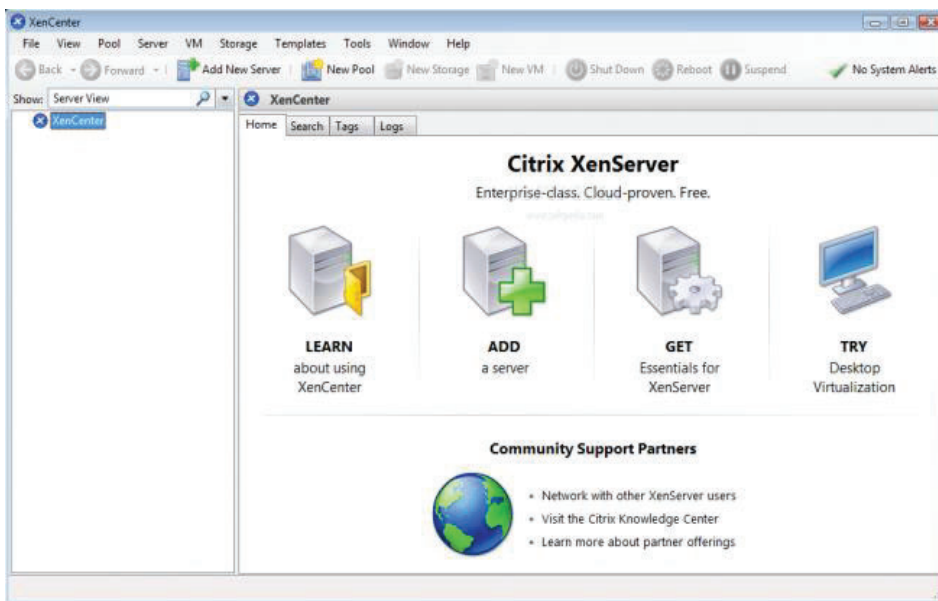 XenCenter
File View Pool Server VM Storage Templates Tools Window Help
Back Forward Add New Server New Pool New Storage New VM Shut Down Reboot Suspend No System Alerts
Show: Server View
XenCenter
XenCenter
Home Search Tags Logs
Citrix XenServer
Enterprise-class. Cloud-proven. Free.
LEARN
about using
XenCenter
ADD
a server
GET
Essentials for
XenServer
TRY
Desktop
Virtualization
Community Support Partners
• Network with other XenServer users
• Visit the Citrix Knowledge Center
• Learn more about partner offerings